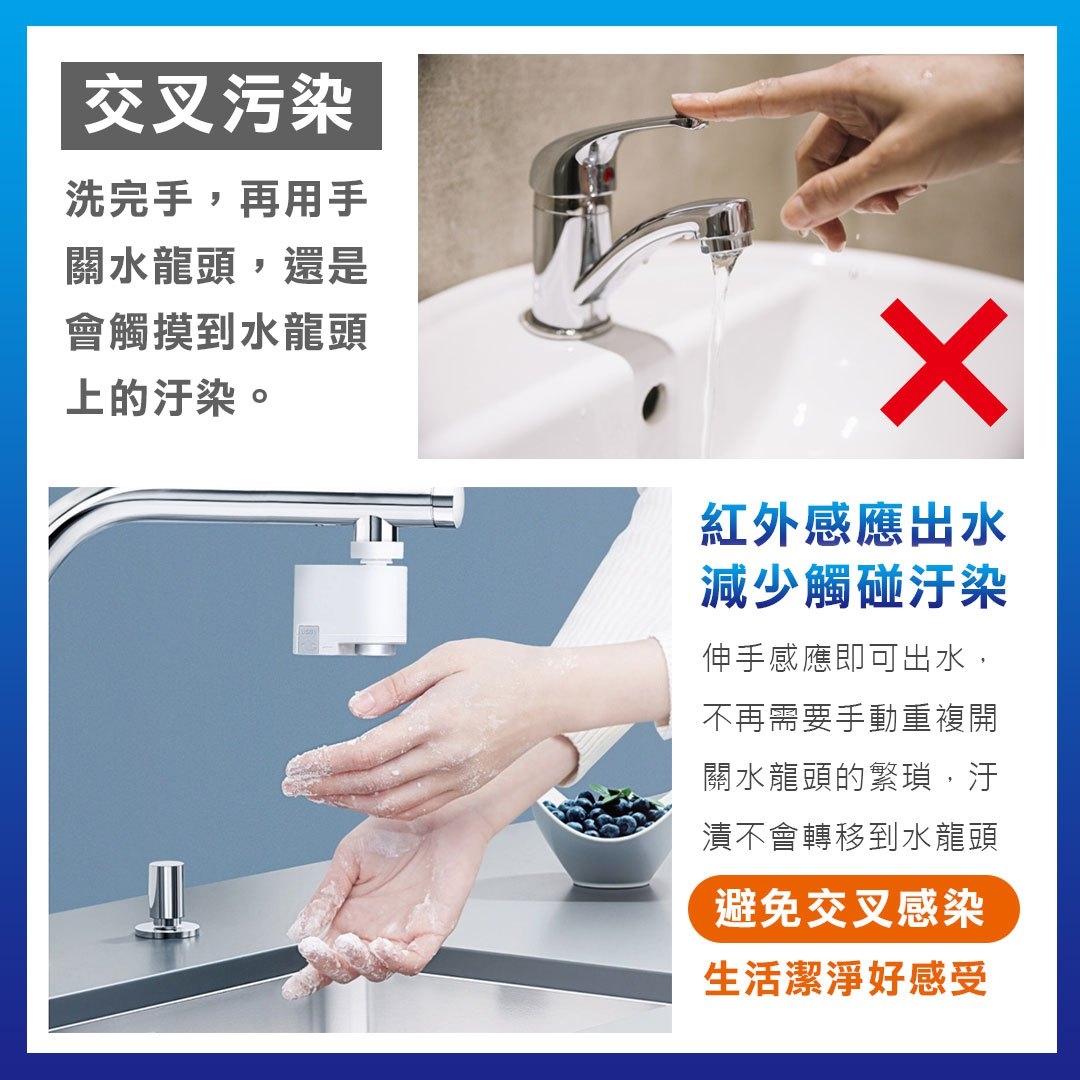 交叉污染
洗完手，再用手
關水龍頭，還是
會觸摸到水龍頭
上的汙染。
紅外感應出水
減少觸碰汙染
伸手感應即可出水，
不再需要手動重複開
關水龍頭的繁瑣，汙
漬不會轉移到水龍頭
避免交叉感染
生活潔淨好感受